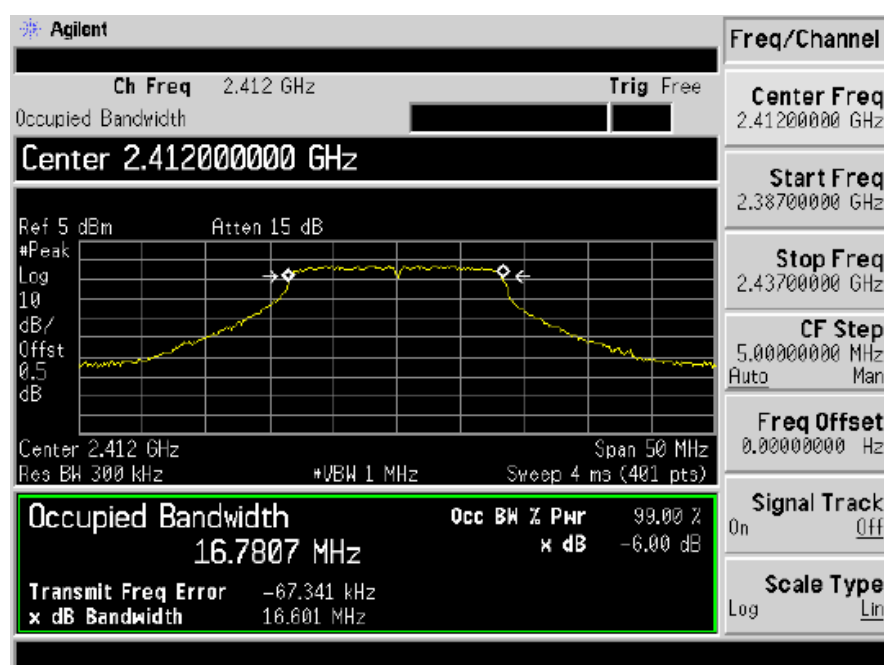 Agilent
Ch Freq 2.412 GHz Trig Free
Occupied Bandwidth
Center 2.412000000 GHz
Ref 5 dBm Atten 15 dB
#Peak
Log
10
dB/
Offst
0.5
dB
Center 2.412 GHz Span 50 MHz
Res BW 300 kHz #VBW 1 MHz Sweep 4 ms (401 pts)
Occupied Bandwidth Occ BW % Pwr 99.00 %
16.7807 MHz x dB -6.00 dB
Transmit Freq Error -67.341 kHz
x dB Bandwidth 16.601 MHz
Freq/Channel
Center Freq
2.41200000 GHz
Start Freq
2.38700000 GHz
Stop Freq
2.43700000 GHz
CF Step
5.00000000 MHz
Auto Man
Freq Offset
0.00000000 Hz
Signal Track
On Off
Scale Type
Log Lin